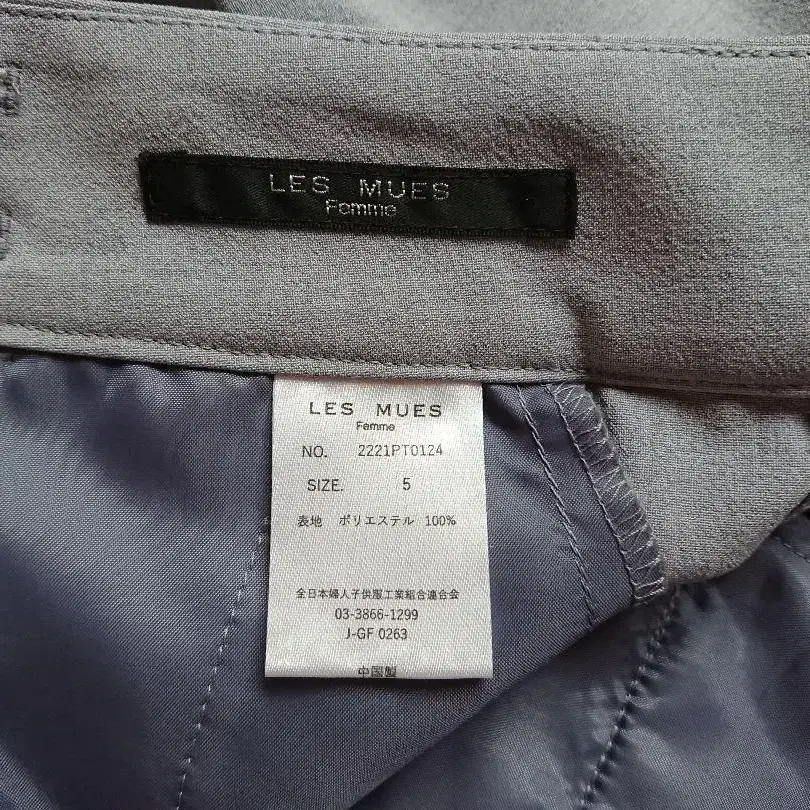 LES MUES
Femme
LES MUES
Femme
NO. 2221PT0124
SIZE. 5
表地 ポリエステル 100%
全日本婦人子供服工業組合連合会
03-3866-1299
J-GF 0263
中国製